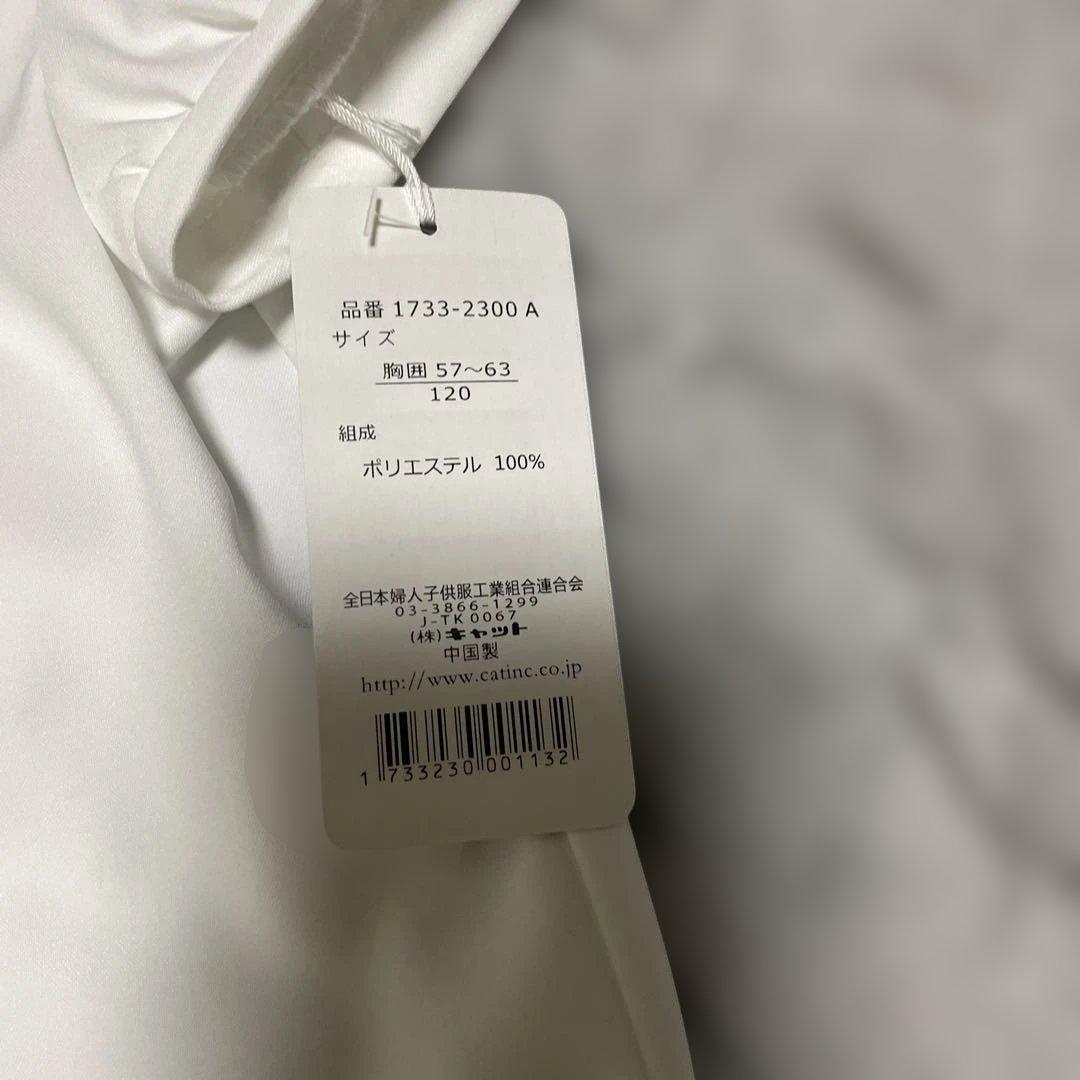 品番 1733-2300 A
サイズ
胸囲 57〜63
120
組成
ポリエステル 100%
全日本婦人子供服工業組合連合会
03-3866-1299
J-TK0067
(株)キャット
中国製
http://www.catinc.co.jp
1 733230 001132